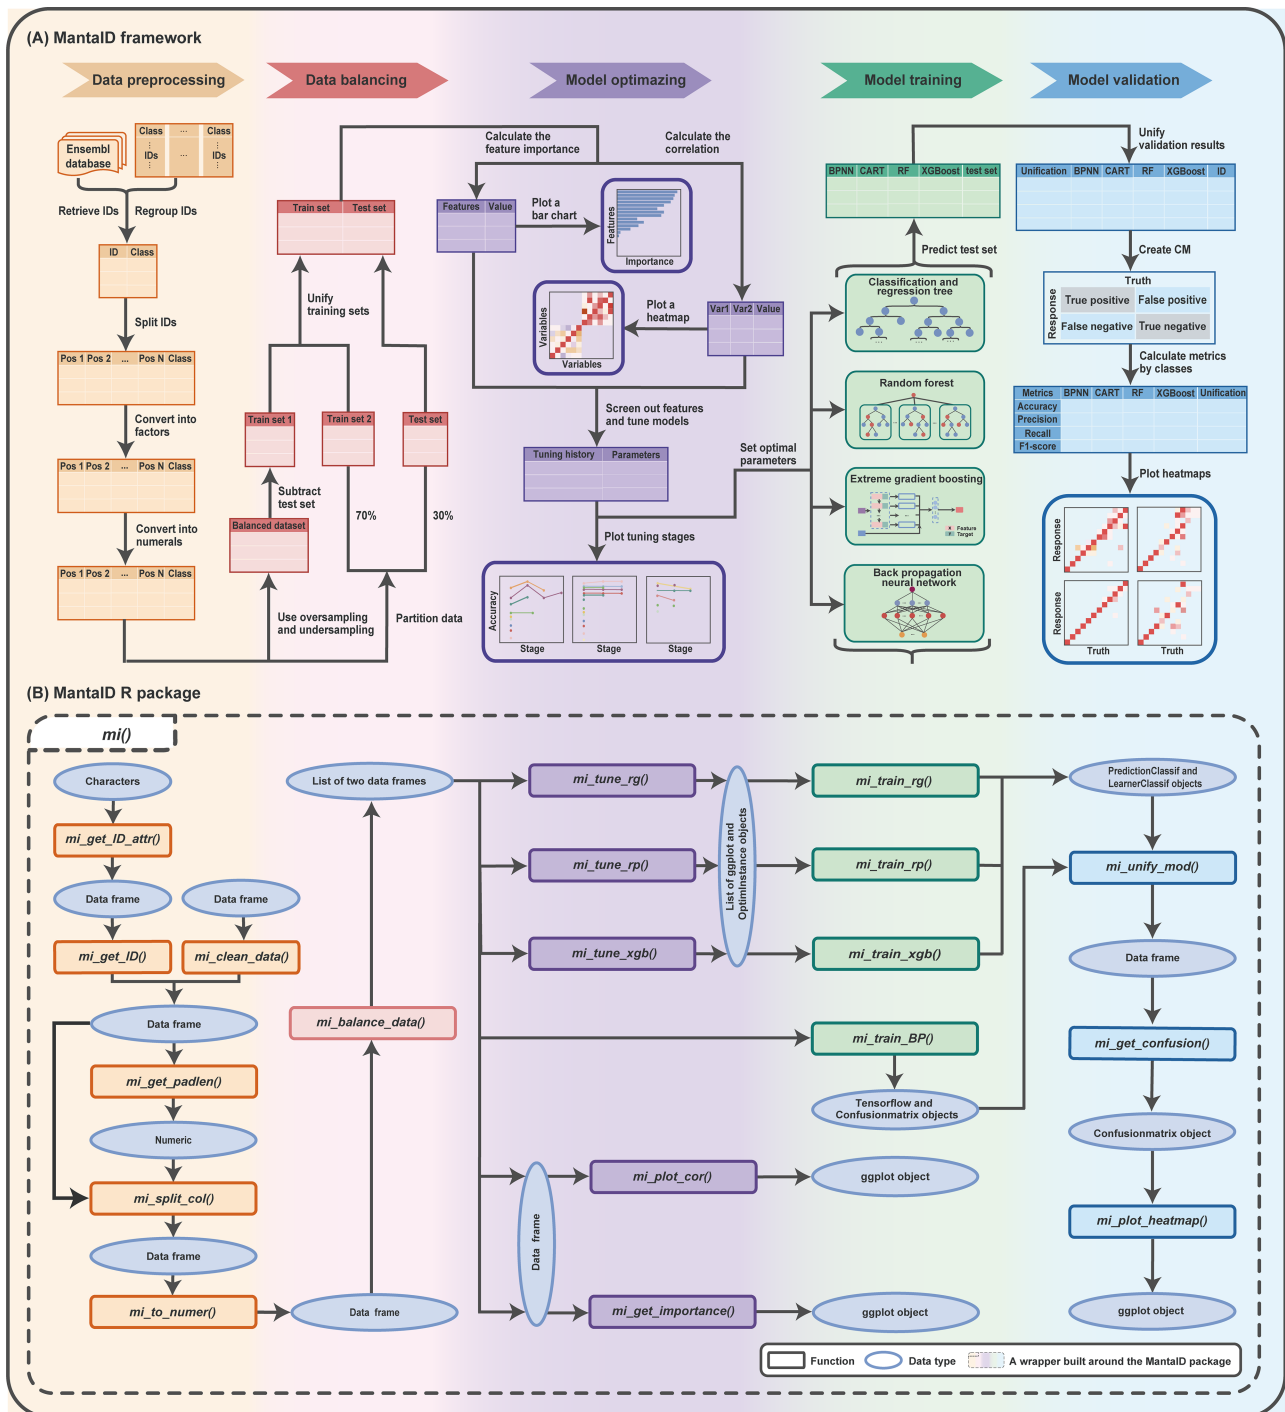 (A) MantaID framework
Data preprocessing
Data balancing
Model optimazing
Model training
Model validation
Ensembl
database
Class ... Class
IDs ... IDs
Retrieve IDs
Regroup IDs
ID Class
Split IDs
Pos 1 Pos 2 ... Pos N Class
Convert into
factors
Pos 1 Pos 2 ... Pos N Class
Convert into
numerals
Pos 1 Pos 2 ... Pos N Class
Train set Test set
Unify
training sets
Train set 1
Train set 2
Test set
Subtract
test set
70%
30%
Balanced dataset
Use oversampling
and undersampling
Partition data
Calculate the
feature importance
Calculate the
correlation
Features Value
Plot a
bar chart
Features
Importance
Variables
Variables
Plot a
heatmap
Var1 Var2 Value
Screen out features
and tune models
Tuning history Parameters
Set optimal
parameters
Plot tuning stages
Accuracy
Stage
Stage
Stage
BPNN CART RF XGBoost test set
Predict test set
Classification and
regression tree
Random forest
Extreme gradient boosting
Feature
Target
Back propagation
neural network
Unify
validation results
Unification BPNN CART RF XGBoost ID
Create CM
Truth
Response
True positive False positive
False negative True negative
Calculate metrics
by classes
Metrics BPNN CART RF XGBoost Unification
Accuracy
Precision
Recall
F1-score
Plot heatmaps
Response
Response
Truth
Truth
(B) MantaID R package
mi()
Characters
mi_get_ID_attr()
Data frame
Data frame
mi_get_ID()
mi_clean_data()
Data frame
mi_get_padlen()
Numeric
mi_split_col()
Data frame
mi_to_numer()
List of two data frames
mi_balance_data()
Data frame
mi_tune_rg()
mi_tune_rp()
mi_tune_xgb()
List of ggplot and
OptimInstance objects
mi_train_rg()
mi_train_rp()
mi_train_xgb()
mi_train_BP()
Tensorflow and
Confusionmatrix objects
Data frame
mi_plot_cor()
ggplot object
mi_get_importance()
ggplot object
PredictionClassif and
LearnerClassif objects
mi_unify_mod()
Data frame
mi_get_confusion()
Confusionmatrix object
mi_plot_heatmap()
ggplot object
Function
Data type
A wrapper built around the MantaID package